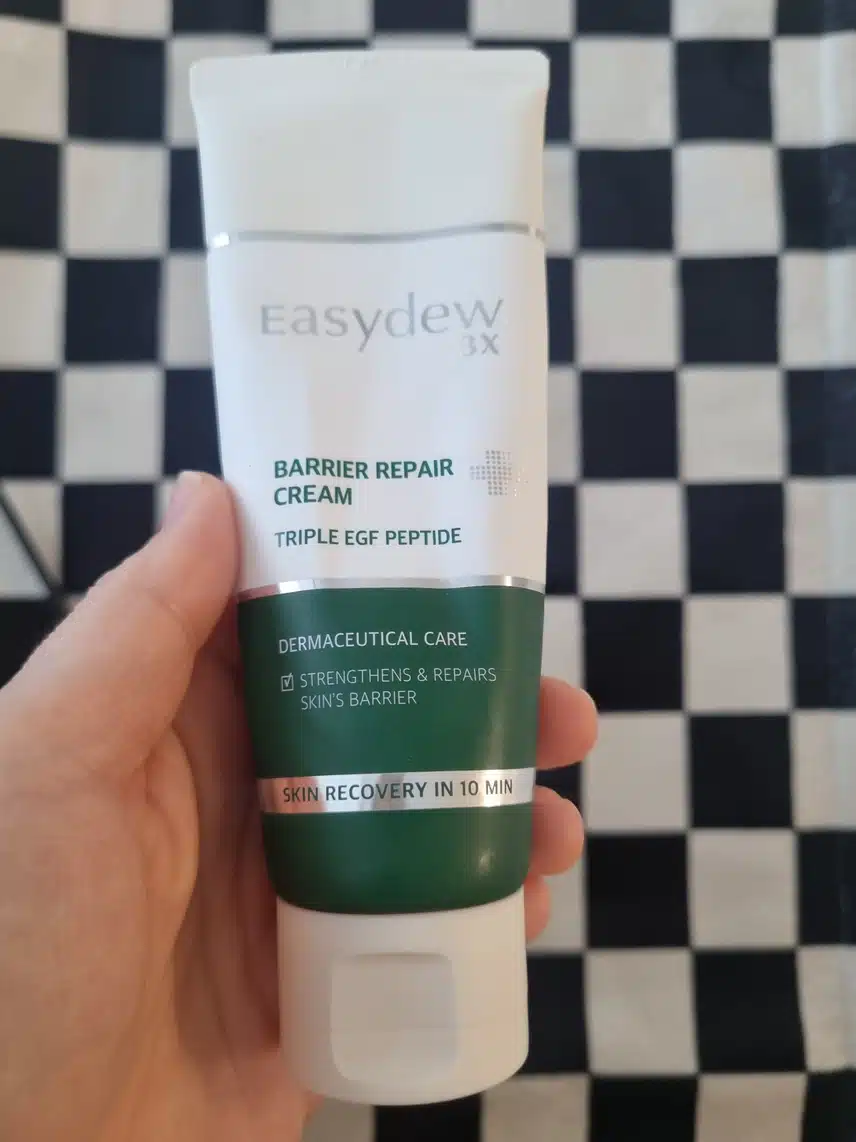 Easydew
3X
BARRIER REPAIR
CREAM
TRIPLE EGF PEPTIDE
DERMACEUTICAL CARE
☑ STRENGTHENS & REPAIRS
SKIN'S BARRIER
SKIN RECOVERY IN 10 MIN